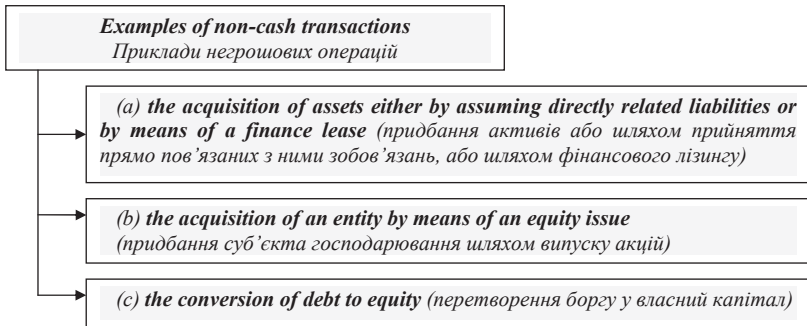 Examples of non-cash transactions
Приклади негрошових операцій
(a) the acquisition of assets either by assuming directly related liabilities or
by means of a finance lease (придбання активів або шляхом прийняття
прямо пов’язаних з ними зобов’язань, або шляхом фінансового лізингу)
(b) the acquisition of an entity by means of an equity issue
(придбання суб’єкта господарювання шляхом випуску акцій)
(c) the conversion of debt to equity (перетворення боргу у власний капітал)